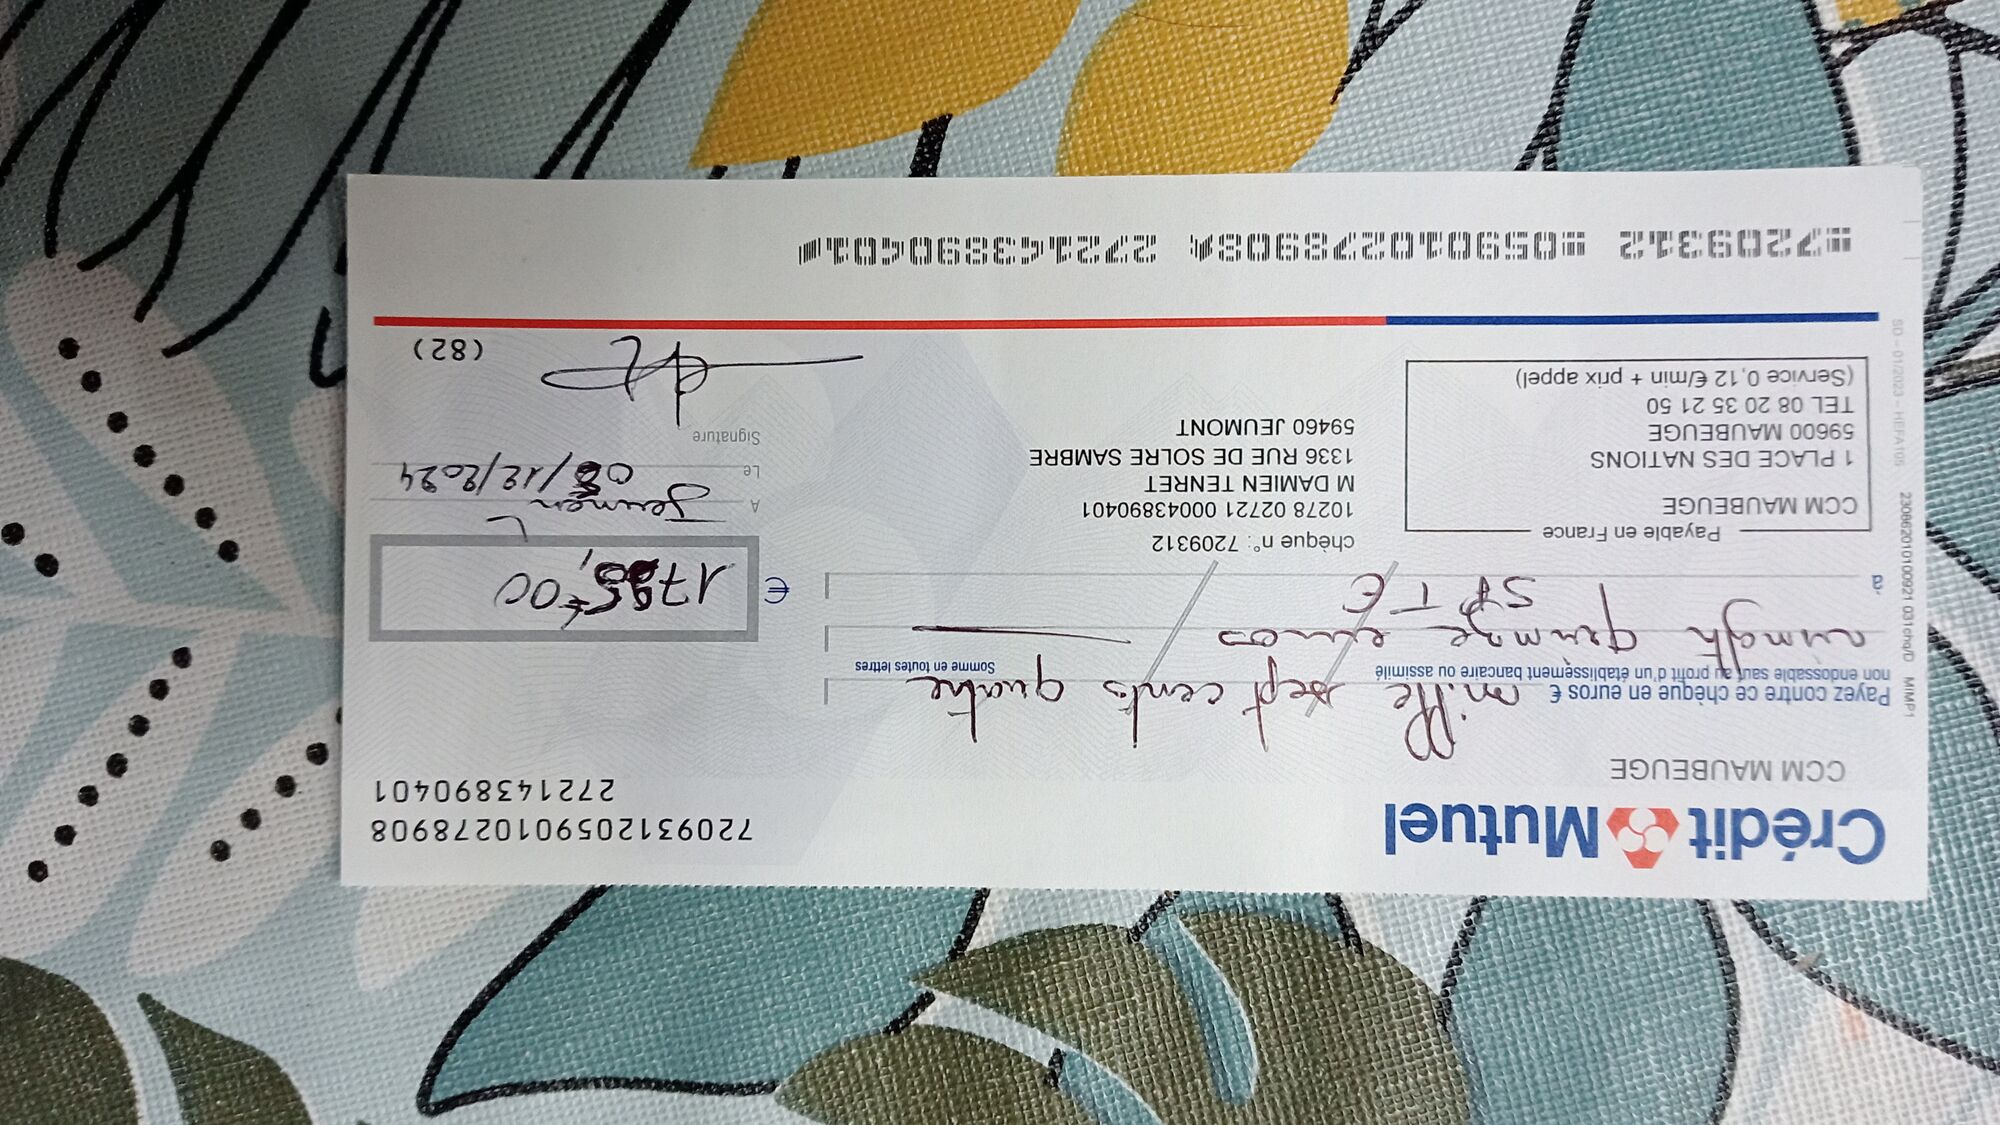 Crédit Mutuel
CCM MAUBEUGE
7209312059010278908
272143890401
Payez contre ce chèque en euros € mille sept cents quatre
non endossable sauf au profit d'un établissement bancaire ou assimilé
Somme en toutes lettres
quinze euros
à SPTE
€ 1795,00
Payable en France
CCM MAUBEUGE
1 PLACE DES NATIONS
59600 MAUBEUGE
TEL 08 20 35 21 50
(Service 0,12 €/min + prix appel)
chèque n°: 7209312
10278 02721 00043890401
M DAMIEN TENRET
1336 RUE DE SOLRE SAMBRE
59460 JEUMONT
A Jeumont
Le 06/12/2024
Signature
(82)
7209312 059010278908 272143890401